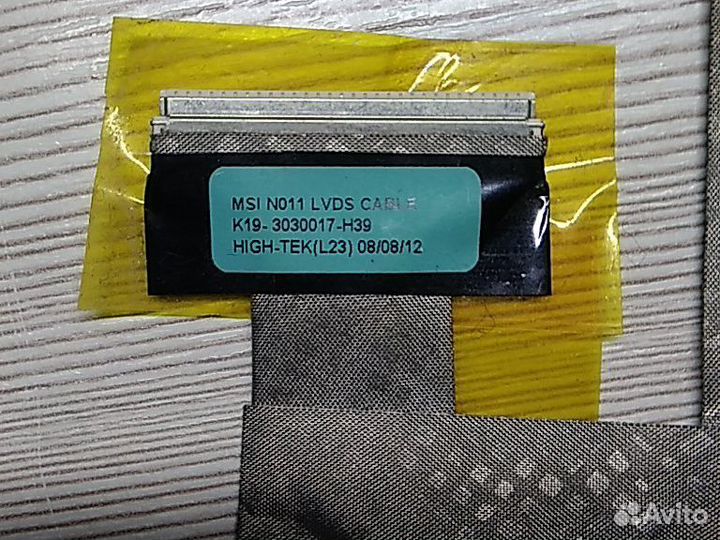 MSI N011 LVDS CABLE
K19- 3030017-H39
HIGH-TEK(L23) 08/08/12
Avito